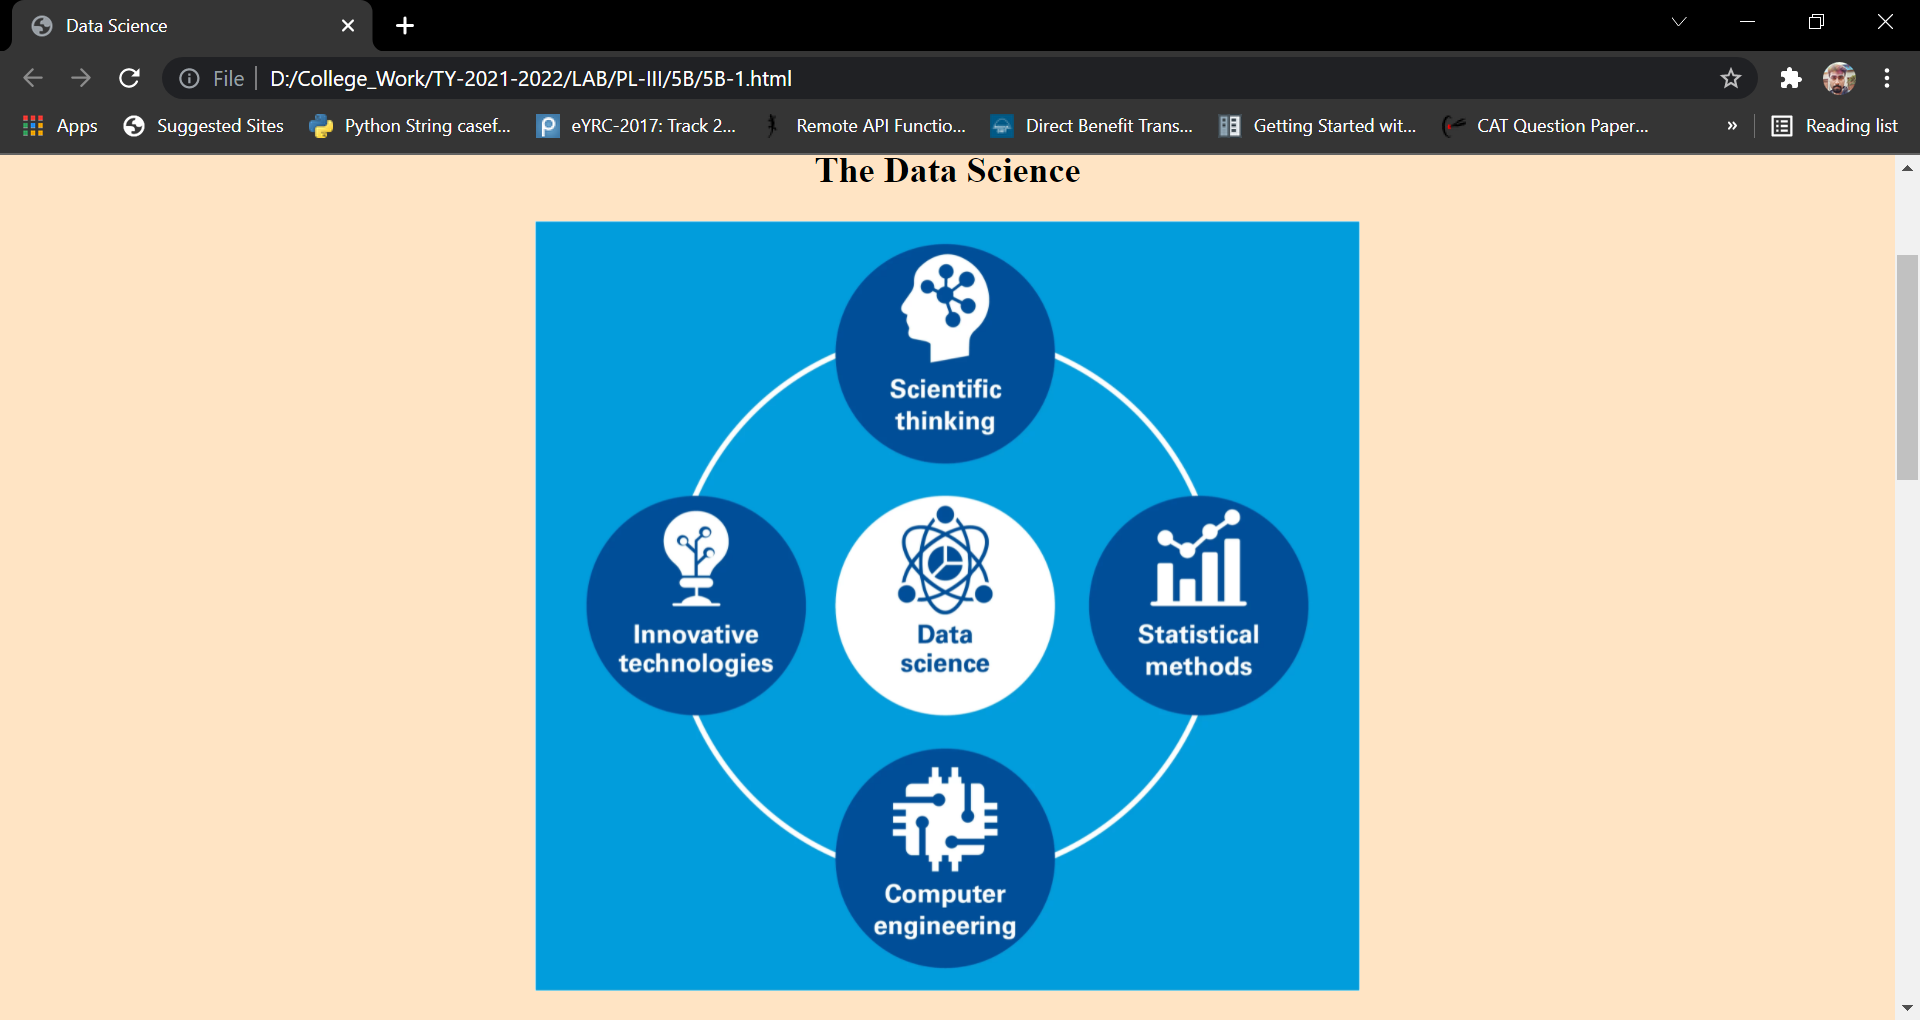 Data Science
File D:/College_Work/TY-2021-2022/LAB/PL-III/5B/5B-1.html
Apps Suggested Sites Python String casef... eYRC-2017: Track 2... Remote API Functio... Direct Benefit Trans... Getting Started wit... CAT Question Paper... » Reading list
The Data Science
Scientific
thinking
Innovative
technologies
Data
science
Statistical
methods
Computer
engineering